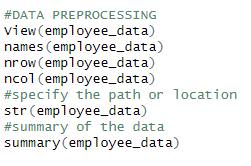 #DATA PREPROCESSING
View(employee_data)
names(employee_data)
nrow(employee_data)
ncol(employee_data)
#specify the path or location
str(employee_data)
#summary of the data
summary(employee_data)